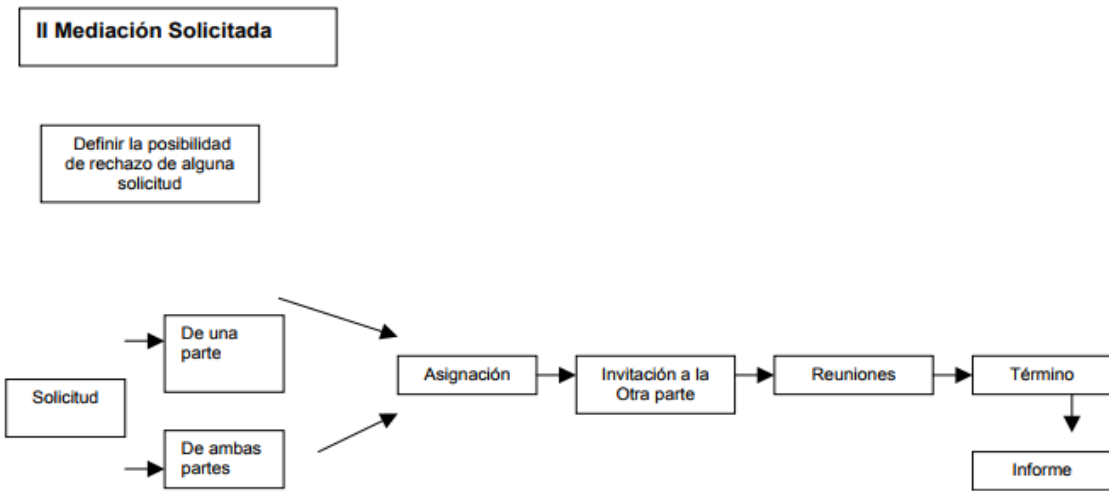 II Mediación Solicitada
Definir la posibilidad
de rechazo de alguna
solicitud
Solicitud
De una
parte
De ambas
partes
Asignación
Invitación a la
Otra parte
Reuniones
Término
Informe